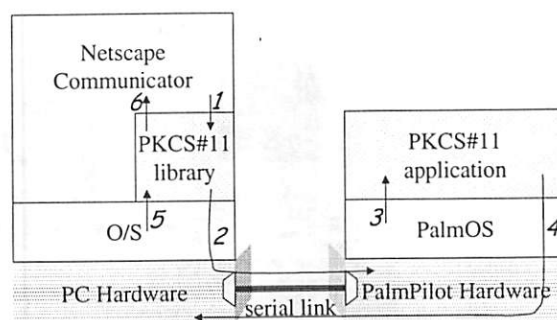 Netscape
Communicator
6 1
PKCS#11
library
PKCS#11
application
5
O/S
2
3
4
PalmOS
PC Hardware
serial link
PalmPilot Hardware